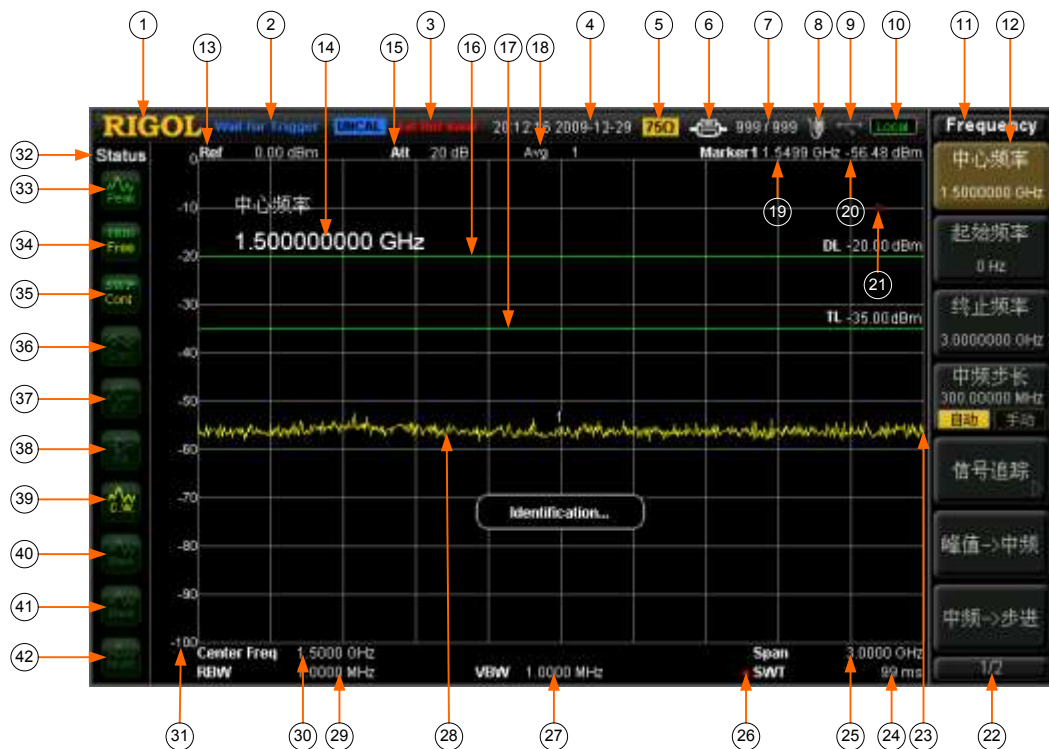 1 2 3 4 5 6 7 8 9 10 11 12
13 14 15 16 17 18
RIGOL Wait for Trigger UNCAL 20:12:16 2009-12-29 75Ω 999 / 999 LOCAL Frequency
32 Status Ref 0.00 dBm Att 20 dB Avg 1 Marker1 1.5499 GHz -56.48 dBm
中心频率
1.5000000 GHz
0
33 Peak
19 20
-10 中心频率
1.500000000 GHz
34 Free
DL -20.00 dBm
-20
起始频率
0 Hz
21
35 Cont
-30
TL -35.00 dBm
终止频率
3.0000000 GHz
36
-40
中频步长
300.00000 MHz
自动 手动
37
-50
1
38
-60
信号追踪
39 C.W.
-70
Identification...
峰值->中频
40
-80
41
-90
中频->步进
42
-100
Center Freq 1.5000 GHz Span 3.0000 GHz
RBW 1.0000 MHz VBW 1.0000 MHz SWT 99 ms
1/2
31 30 29 28 27 26 25 24 23 22